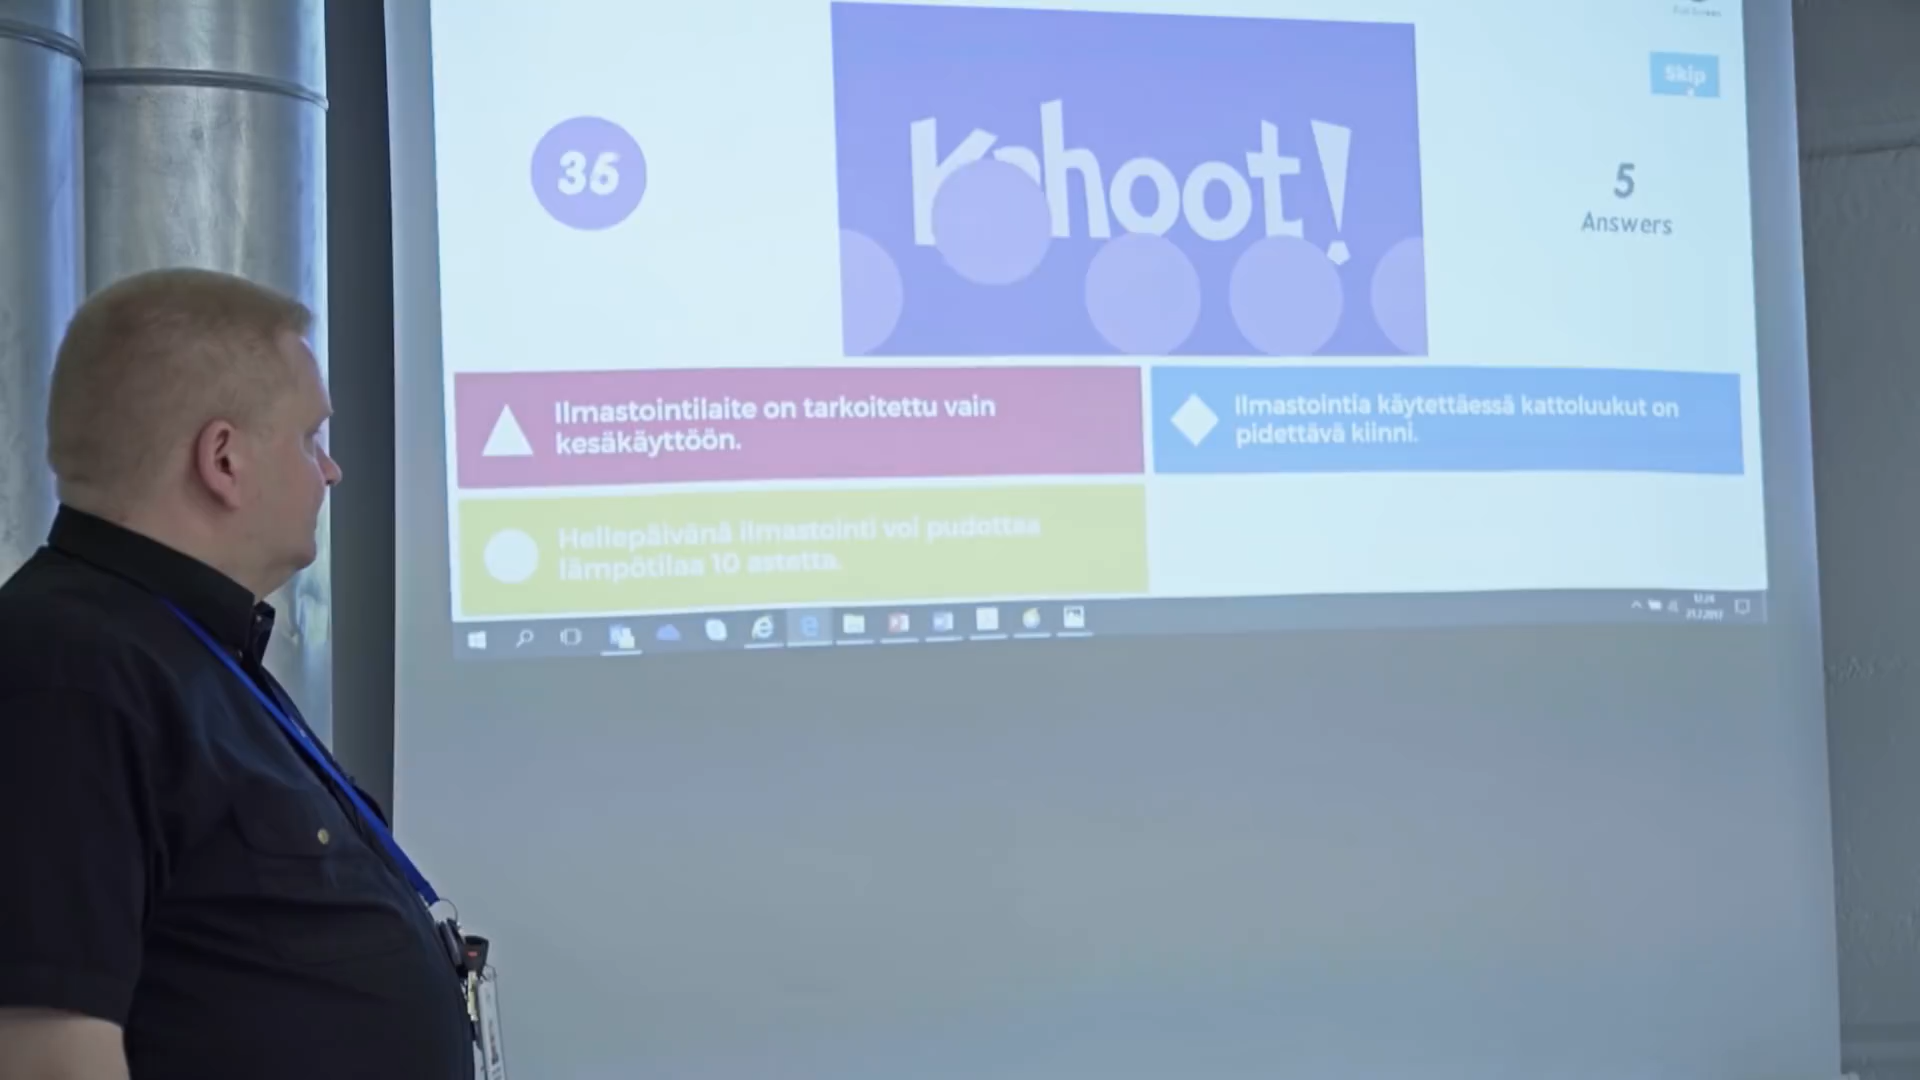 Skip
36
Kahoot!
5
Answers
Ilmastointilaite on tarkoitettu vain
kesäkäyttöön.
Ilmastointia käytettäessä kattoluukut on
pidettävä kiinni.
Hellepäivänä ilmastointi voi pudottaa
lämpötilaa 10 astetta.